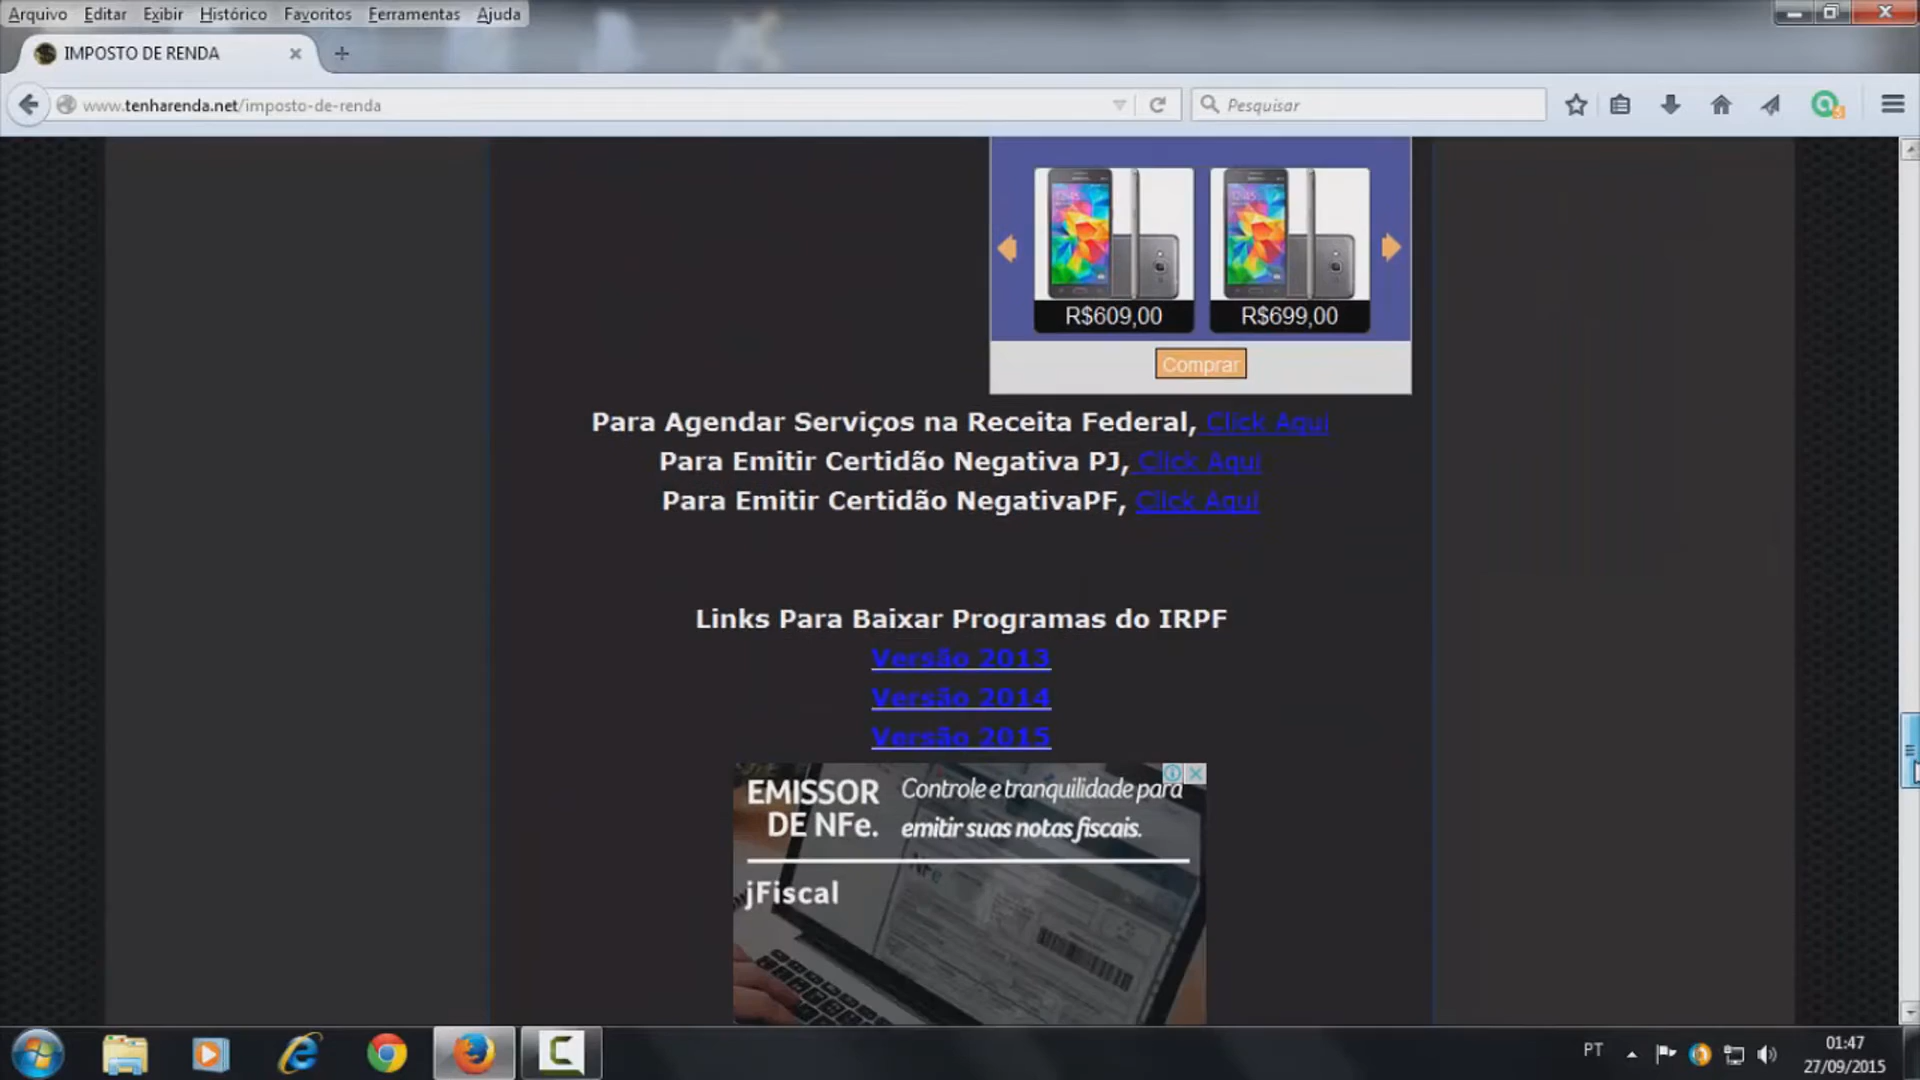 Arquivo Editar Exibir Histórico Favoritos Ferramentas Ajuda
IMPOSTO DE RENDA
www.tenharenda.net/imposto-de-renda
Pesquisar
R$609,00 R$699,00
Comprar
Para Agendar Serviços na Receita Federal, Click Aqui
Para Emitir Certidão Negativa PJ, Click Aqui
Para Emitir Certidão NegativaPF, Click Aqui
Links Para Baixar Programas do IRPF
Versão 2013
Versão 2014
Versão 2015
EMISSOR DE NFe.
Controle e tranquilidade para
emitir suas notas fiscais.
jFiscal
PT
01:47
27/09/2015